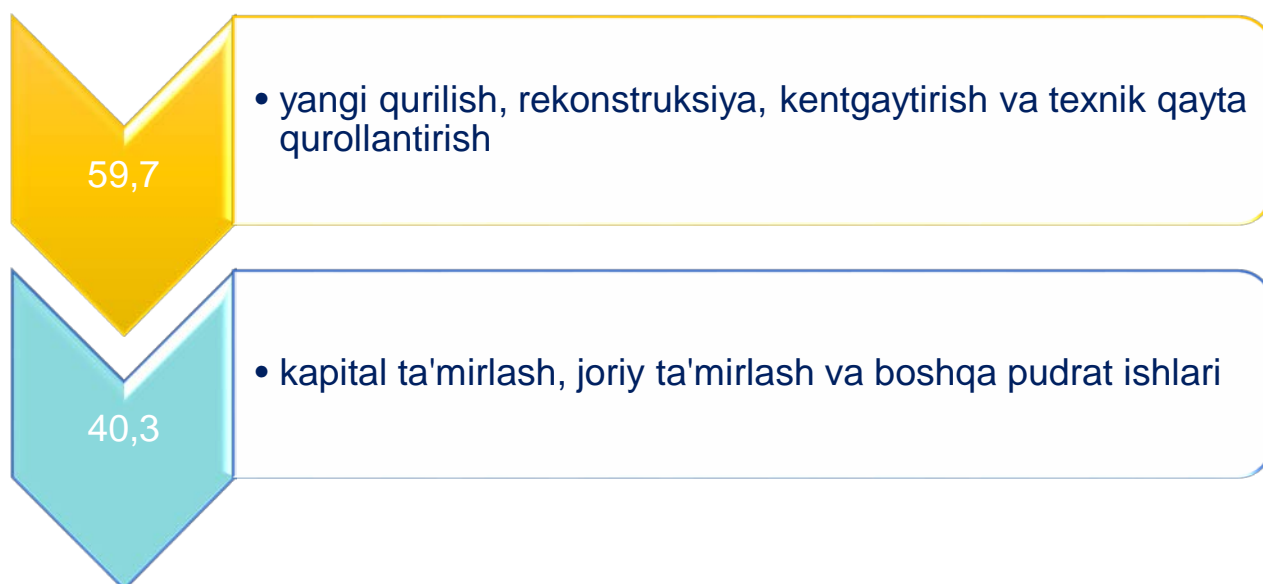 59,7
• yangi qurilish, rekonstruksiya, kentgaytirish va texnik qayta
qurollantirish
40,3
• kapital ta'mirlash, joriy ta'mirlash va boshqa pudrat ishlari